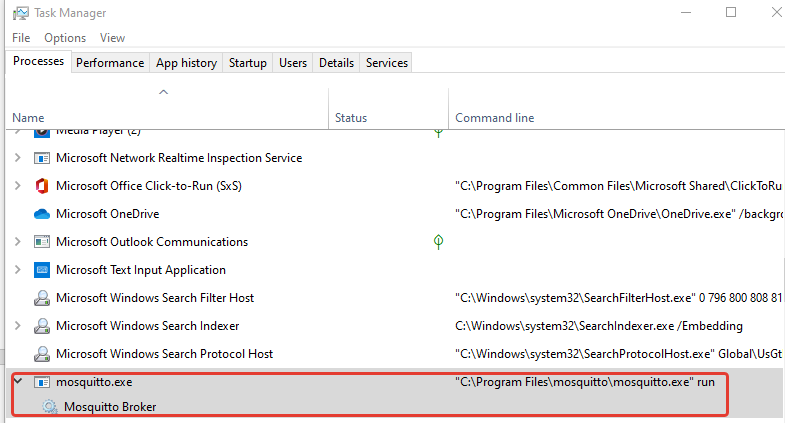 Task Manager
File Options View
Processes Performance App history Startup Users Details Services
Name Status Command line
Media Player (2)
Microsoft Network Realtime Inspection Service
Microsoft Office Click-to-Run (SxS) "C:\Program Files\Common Files\Microsoft Shared\ClickToRu
Microsoft OneDrive "C:\Program Files\Microsoft OneDrive\OneDrive.exe" /backgro
Microsoft Outlook Communications
Microsoft Text Input Application
Microsoft Windows Search Filter Host "C:\Windows\system32\SearchFilterHost.exe" 0 796 800 808 81
Microsoft Windows Search Indexer C:\Windows\system32\SearchIndexer.exe /Embedding
Microsoft Windows Search Protocol Host "C:\Windows\system32\SearchProtocolHost.exe" Global\UsGt
mosquitto.exe "C:\Program Files\mosquitto\mosquitto.exe" run
Mosquitto Broker